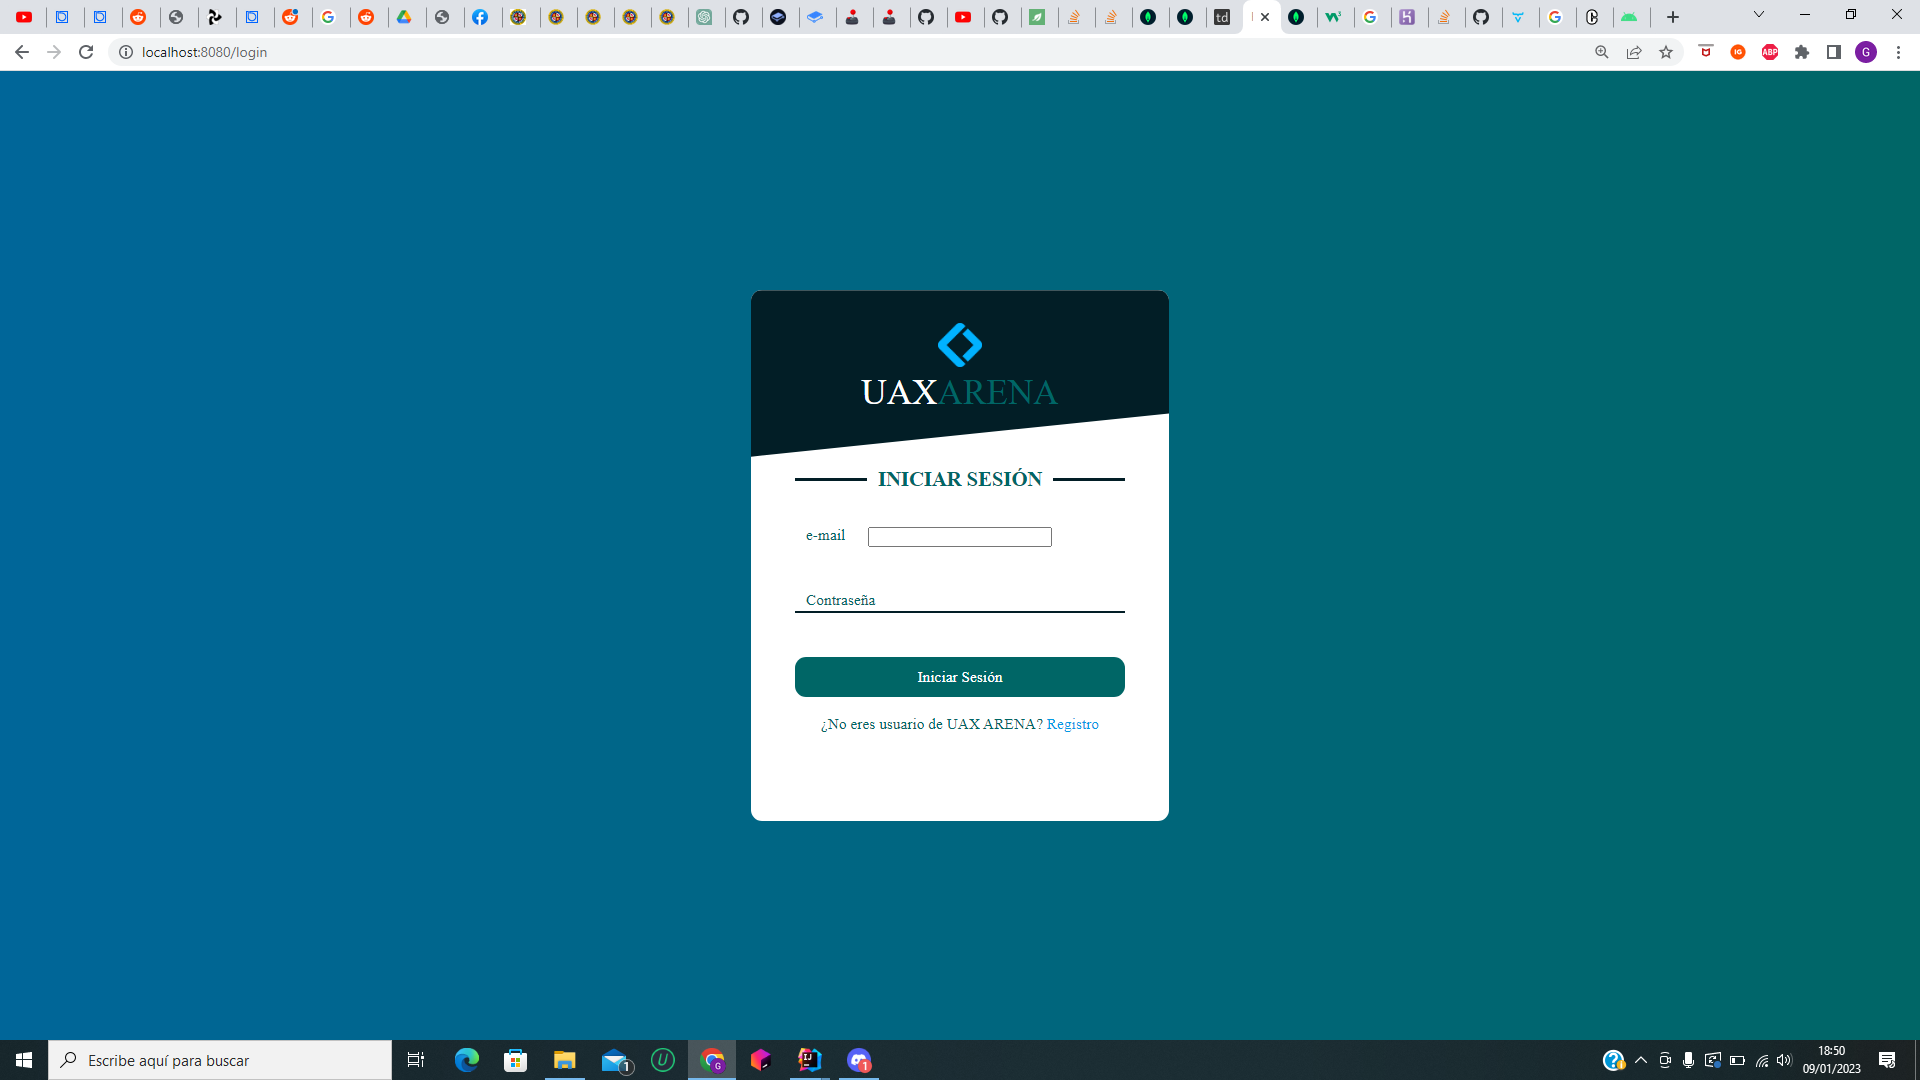 localhost:8080/login
UAXARENA
INICIAR SESIÓN
e-mail
Contraseña
Iniciar Sesión
¿No eres usuario de UAX ARENA? Registro
Escribe aquí para buscar
18:50
09/01/2023